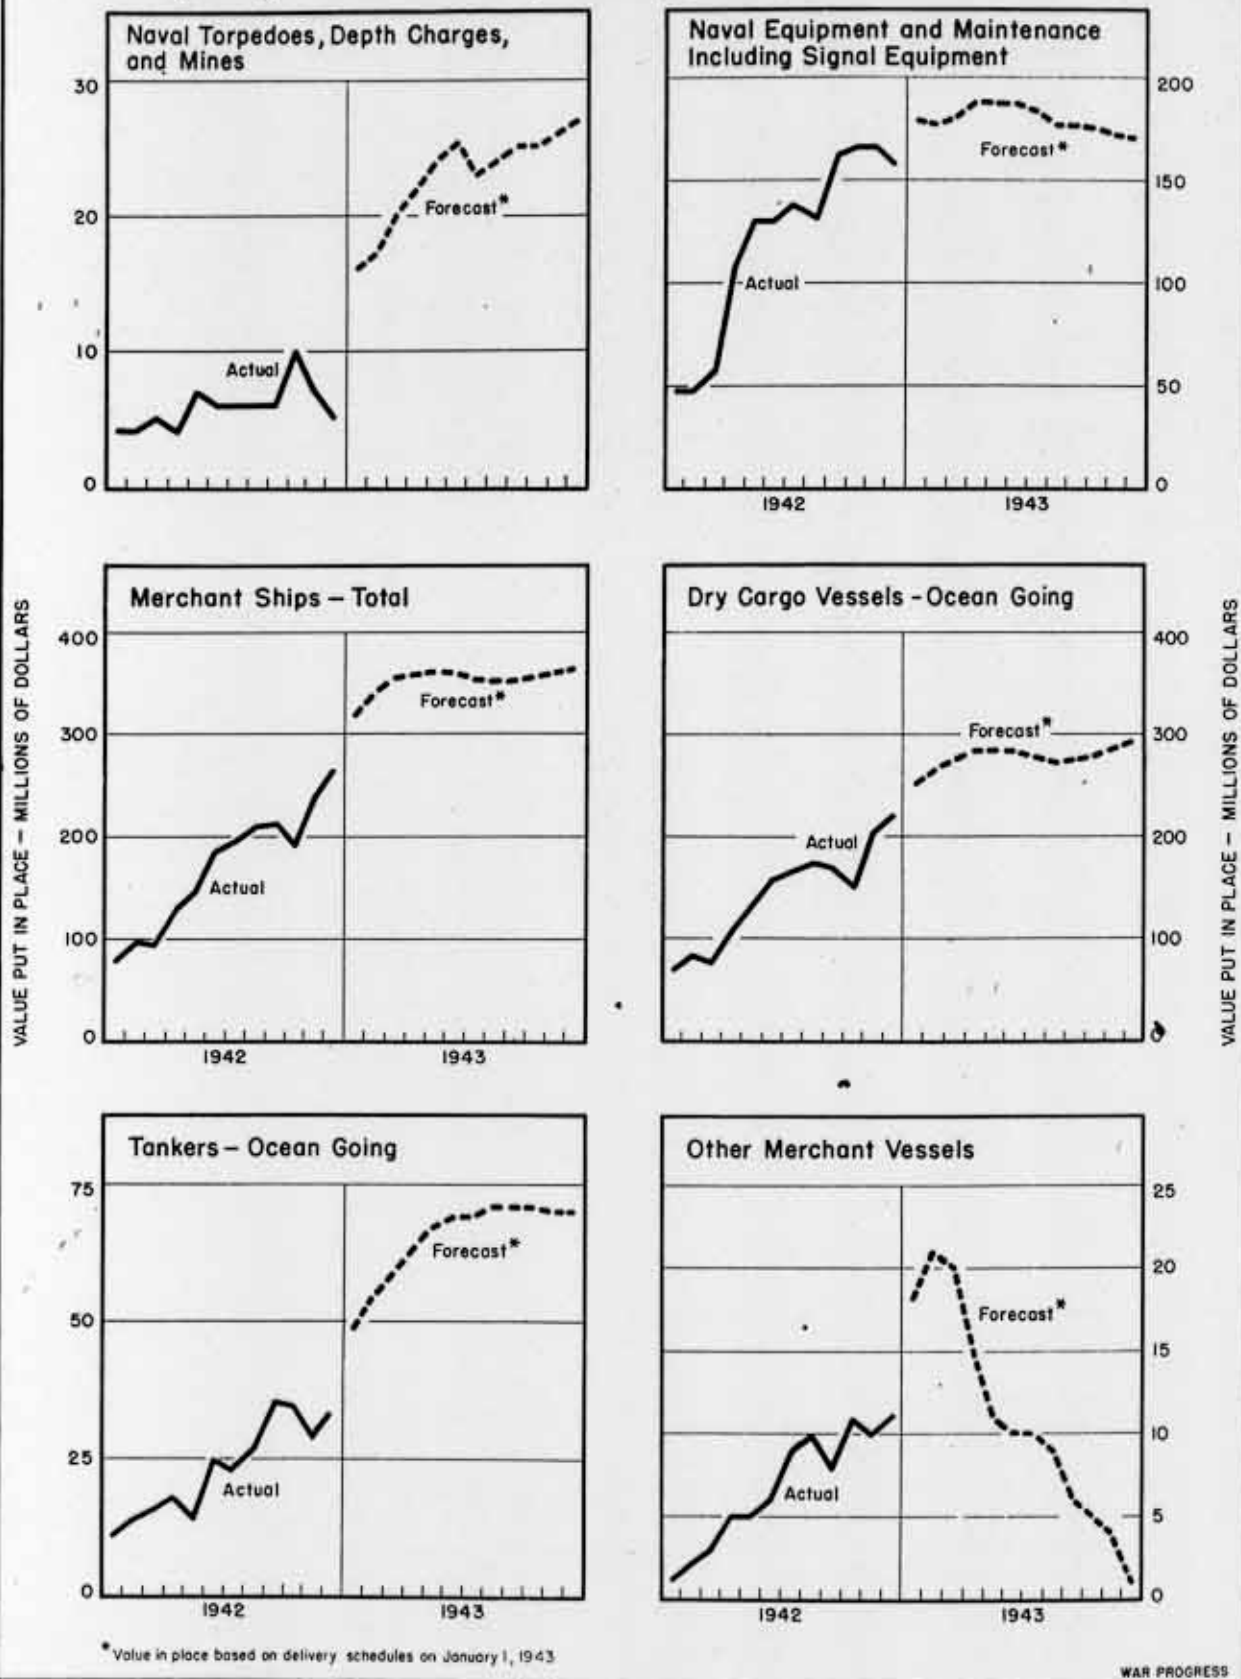 Naval Torpedoes, Depth Charges,
and Mines
30
20
10
0
Actual
Forecast*
Naval Equipment and Maintenance
Including Signal Equipment
200
150
100
50
0
Actual
Forecast*
1942
1943
VALUE PUT IN PLACE — MILLIONS OF DOLLARS
Merchant Ships — Total
400
300
200
100
0
Actual
Forecast*
1942
1943
Dry Cargo Vessels - Ocean Going
400
300
200
100
0
Actual
Forecast*
VALUE PUT IN PLACE — MILLIONS OF DOLLARS
Tankers — Ocean Going
75
50
25
0
Actual
Forecast*
1942
1943
Other Merchant Vessels
25
20
15
10
5
0
Actual
Forecast*
1942
1943
*Value in place based on delivery schedules on January 1, 1943
WAR PROGRESS